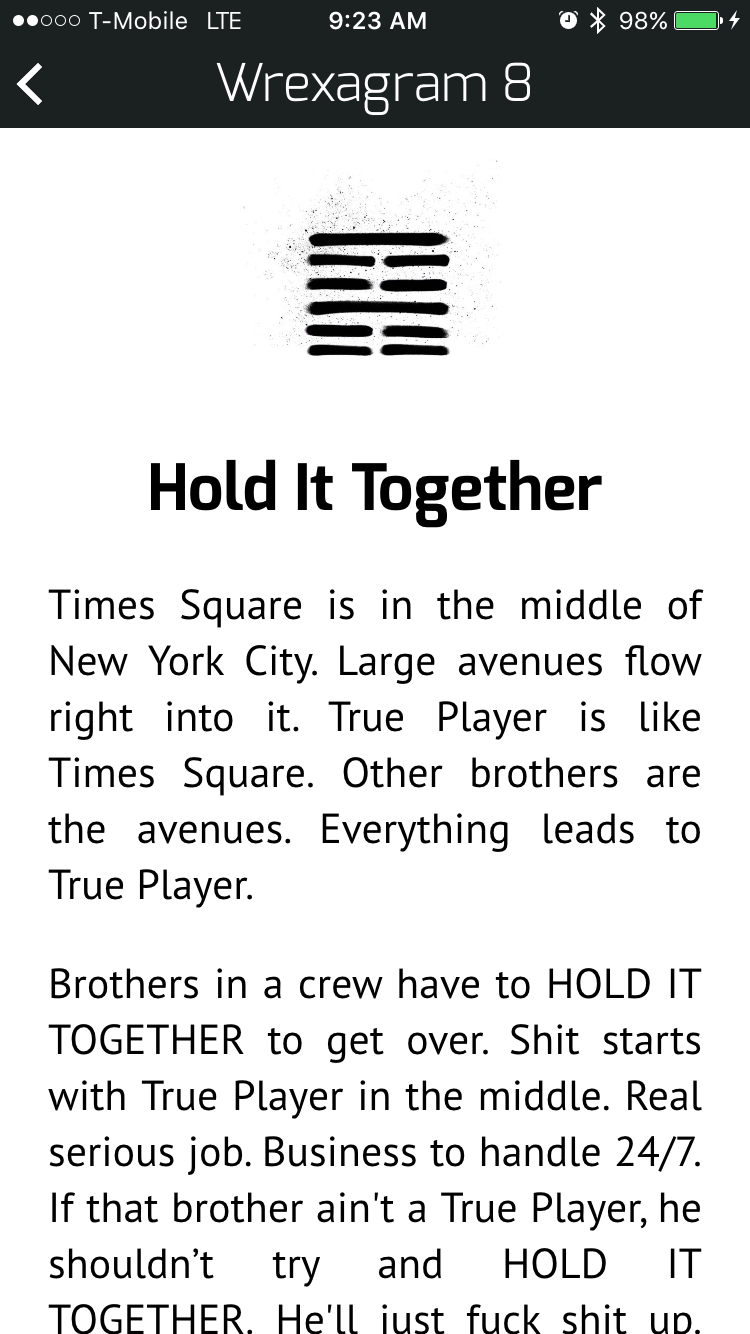 T-Mobile LTE 9:23 AM 98%
Wrexagram 8
Hold It Together
Times Square is in the middle of
New York City. Large avenues flow
right into it. True Player is like
Times Square. Other brothers are
the avenues. Everything leads to
True Player.
Brothers in a crew have to HOLD IT
TOGETHER to get over. Shit starts
with True Player in the middle. Real
serious job. Business to handle 24/7.
If that brother ain't a True Player, he
shouldn’t try and HOLD IT
TOGETHER. He'll just fuck shit up.